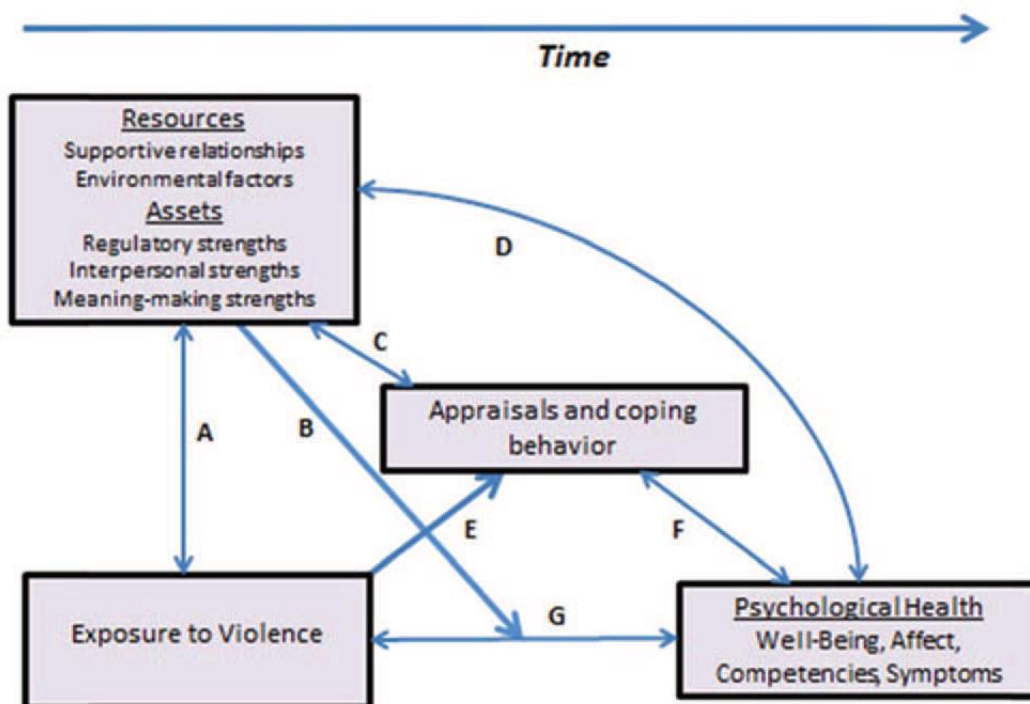 Time
Resources
Supportive relationships
Environmental factors
Assets
Regulatory strengths
Interpersonal strengths
Meaning-making strengths
D
C
A
B
Appraisals and coping
behavior
E
F
Exposure to Violence
G
Psychological Health
Well-Being, Affect,
Competencies, Symptoms